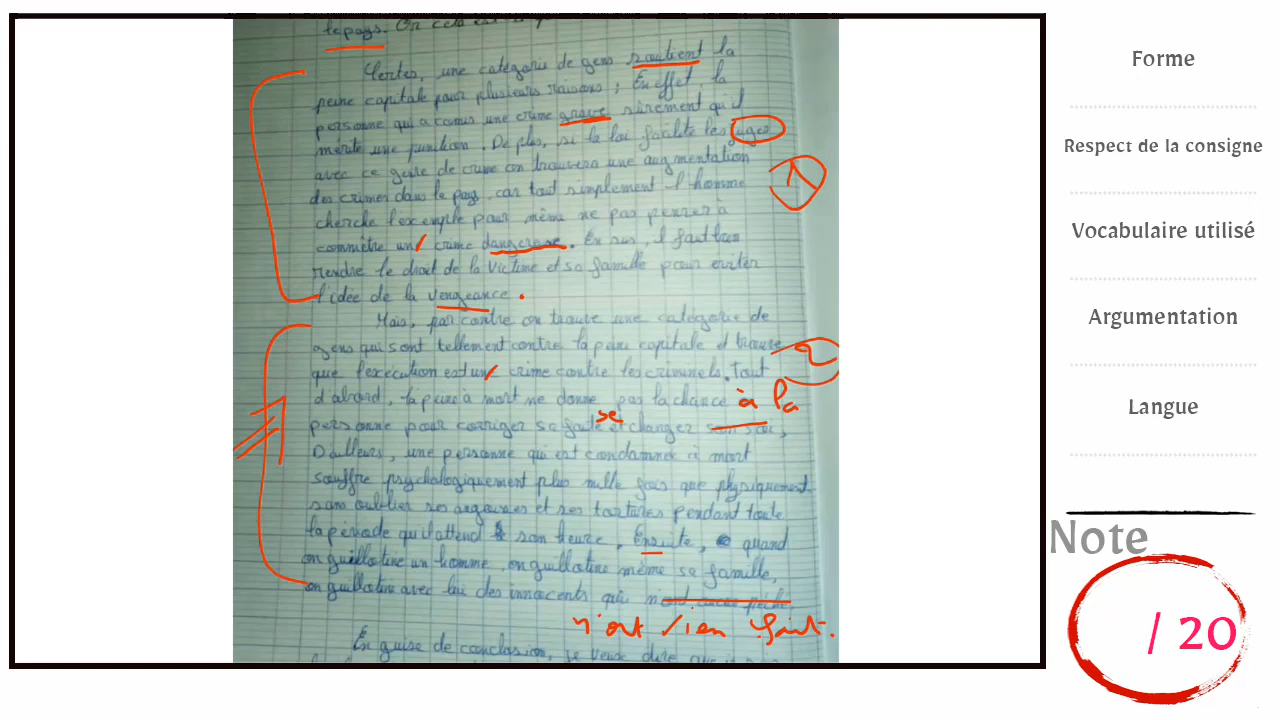 le pays. Or cela est
Certes, une catégorie de gens soutient la
peine capitale pour plusieurs raisons ; En effet, la
personne qui a comis une crime grave sûrement qu'il
mérite une punition. De plus, si la loi facilite les juges
avec ce genre de crime on trouvera une augmentation
des crimes dans le pays, car tout simplement l'homme
cherche l'exemple pour même ne pas penser à
commêtre un crime dangereuse. En sus, il faut bien
rendre le droit de la victime et sa famille pour eviter
l'idée de la vengeance.
1
Mais, par contre on trouve une catégorie de
gens qui sont tellement contre la peine capitale et trouve
que l'exécution est un crime contre les criminels. Tout
d'abord, la peine à mort ne donne pas la chance à la
2
se
personne pour corriger sa faute et changer
D'ailleurs, une personne qui est condamnée à mort
souffre psychologiquement plus mille fois que physiquement
sans oublier ses angoisses et ses tortures pendant toute
la période qu'il attend son heure. Ensuite, quand
on guillotine un homme, on guillotine même sa famille,
on guillotine avec lui des innocents qui n'ont aucun péché
n'ont rien fait.
En guise de conclusion, je veux dire que
Forme
Respect de la consigne
Vocabulaire utilisé
Argumentation
Langue
Note
/ 20